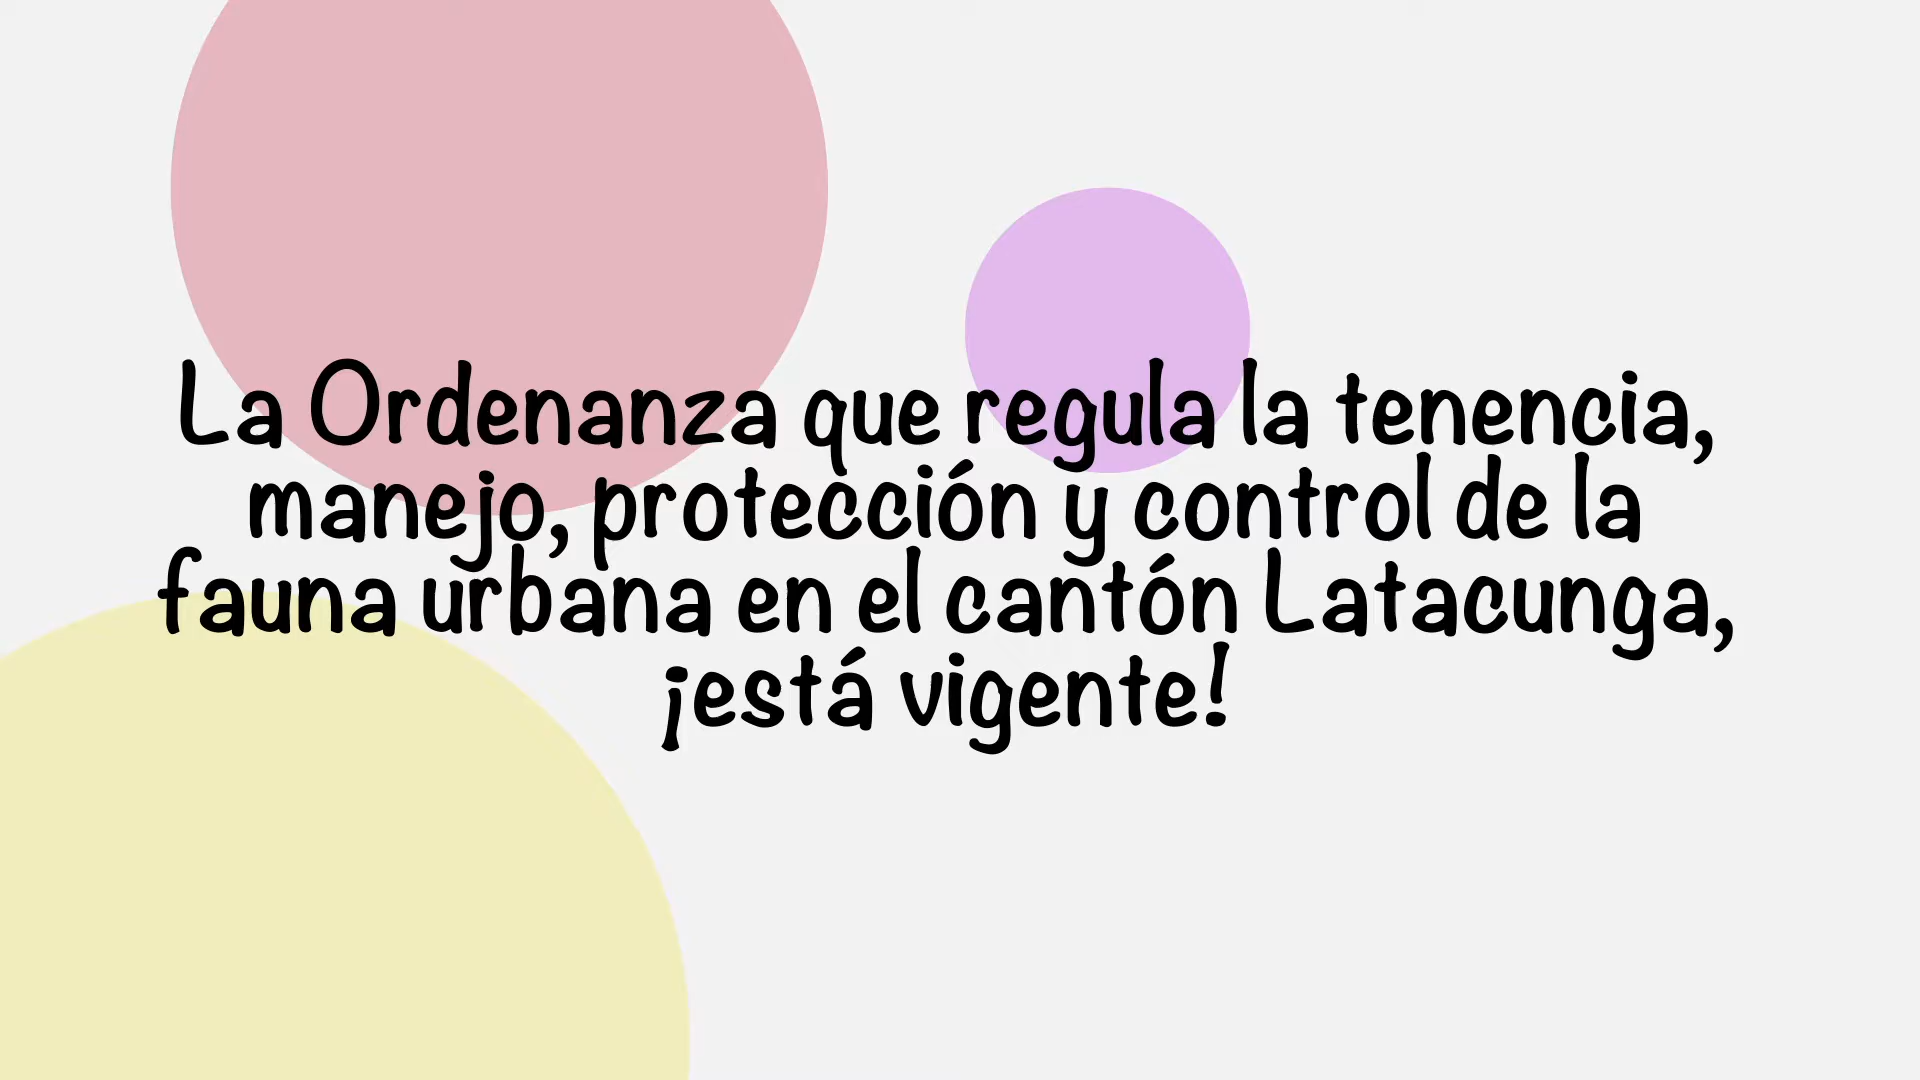 La Ordenanza que regula la tenencia,
manejo, protección y control de la
fauna urbana en el cantón Latacunga,
¡está vigente!